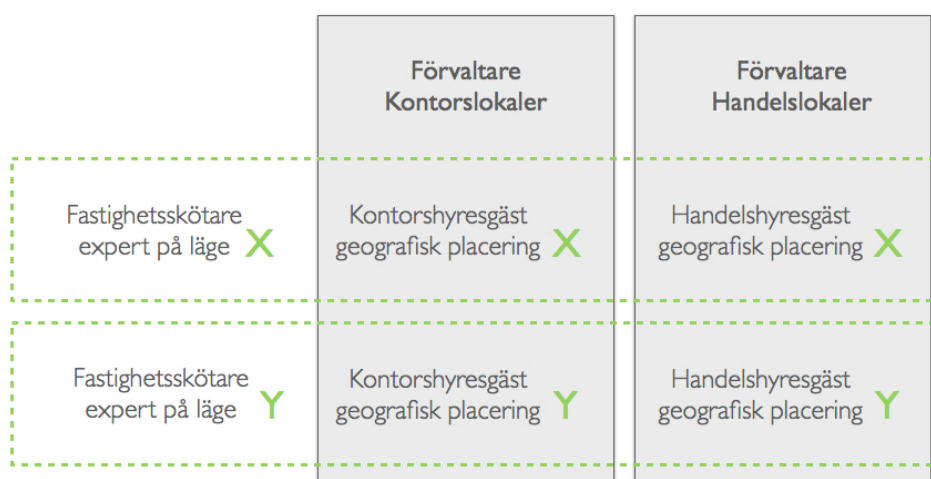 Förvaltare
Kontorslokaler
Förvaltare
Handelslokaler
Fastighetsskötare
expert på läge X
Kontorshyresgäst
geografisk placering X
Handelshyresgäst
geografisk placering X
Fastighetsskötare
expert på läge Y
Kontorshyresgäst
geografisk placering Y
Handelshyresgäst
geografisk placering Y